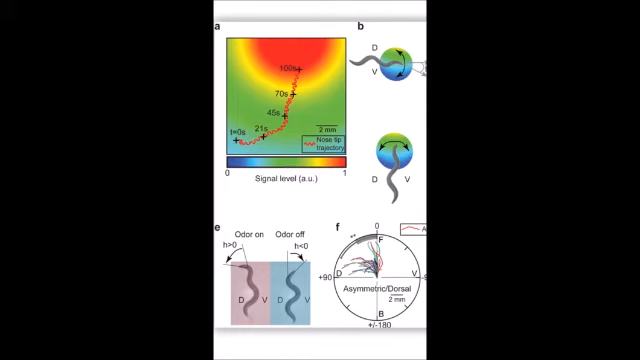 a
100s
70s
45s
21s
t=0s
2 mm
Nose tip
trajectory
0
1
Signal level (a.u.)
b
D
V
D
V
e
Odor on
Odor off
h>0
h<0
D
V
D
V
f
0
**
F
A
+90
D
V
-9
Asymmetric/Dorsal
2 mm
B
+/-180